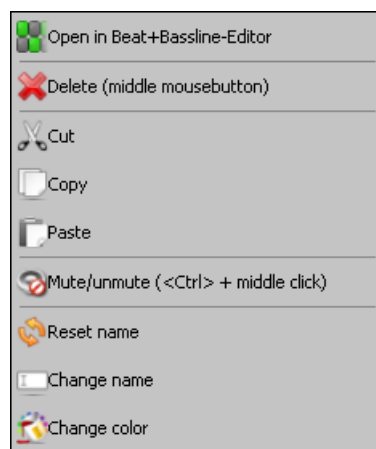 Open in Beat+Bassline-Editor
Delete (middle mousebutton)
Cut
Copy
Paste
Mute/unmute (<Ctrl> + middle click)
Reset name
Change name
Change color